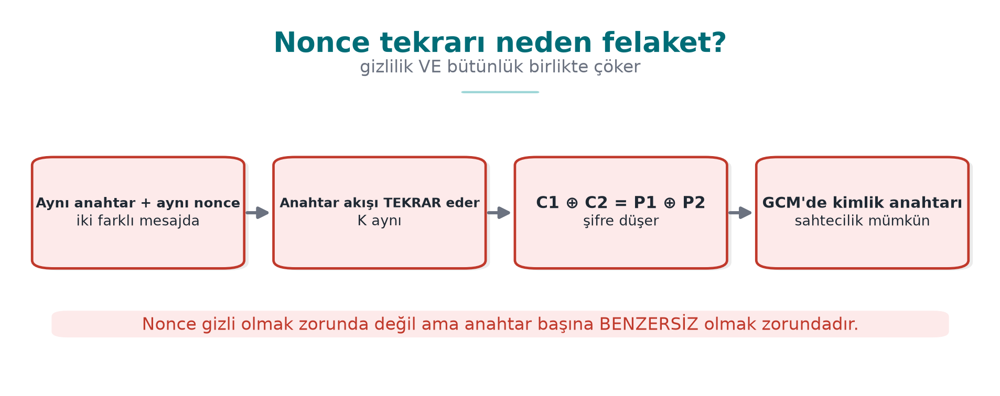 Nonce tekrarı neden felaket?
gizlilik VE bütünlük birlikte çöker
Aynı anahtar + aynı nonce
iki farklı mesajda
Anahtar akışı TEKRAR eder
K aynı
C1 ⊕ C2 = P1 ⊕ P2
şifre düşer
GCM'de kimlik anahtarı
sahtecilik mümkün
Nonce gizli olmak zorunda değil ama anahtar başına BENZERSİZ olmak zorundadır.